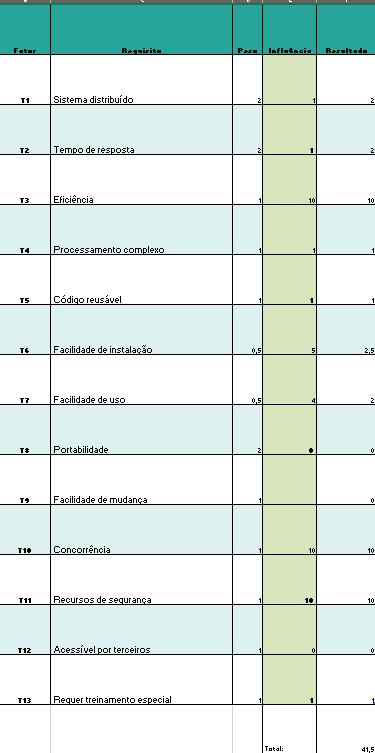 Fator Requisito Peso Influência Resultado
T1 Sistema distribuído 2 1 2
T2 Tempo de resposta 2 1 2
T3 Eficiência 1 10 10
T4 Processamento complexo 1 1 1
T5 Código reusável 1 1 1
T6 Facilidade de instalação 0,5 5 2,5
T7 Facilidade de uso 0,5 4 2
T8 Portabilidade 2 0 0
T9 Facilidade de mudança 1 0
T10 Concorrência 1 10 10
T11 Recursos de segurança 1 10 10
T12 Acessível por terceiros 1 0 0
T13 Requer treinamento especial 1 1 1
Total: 41,5